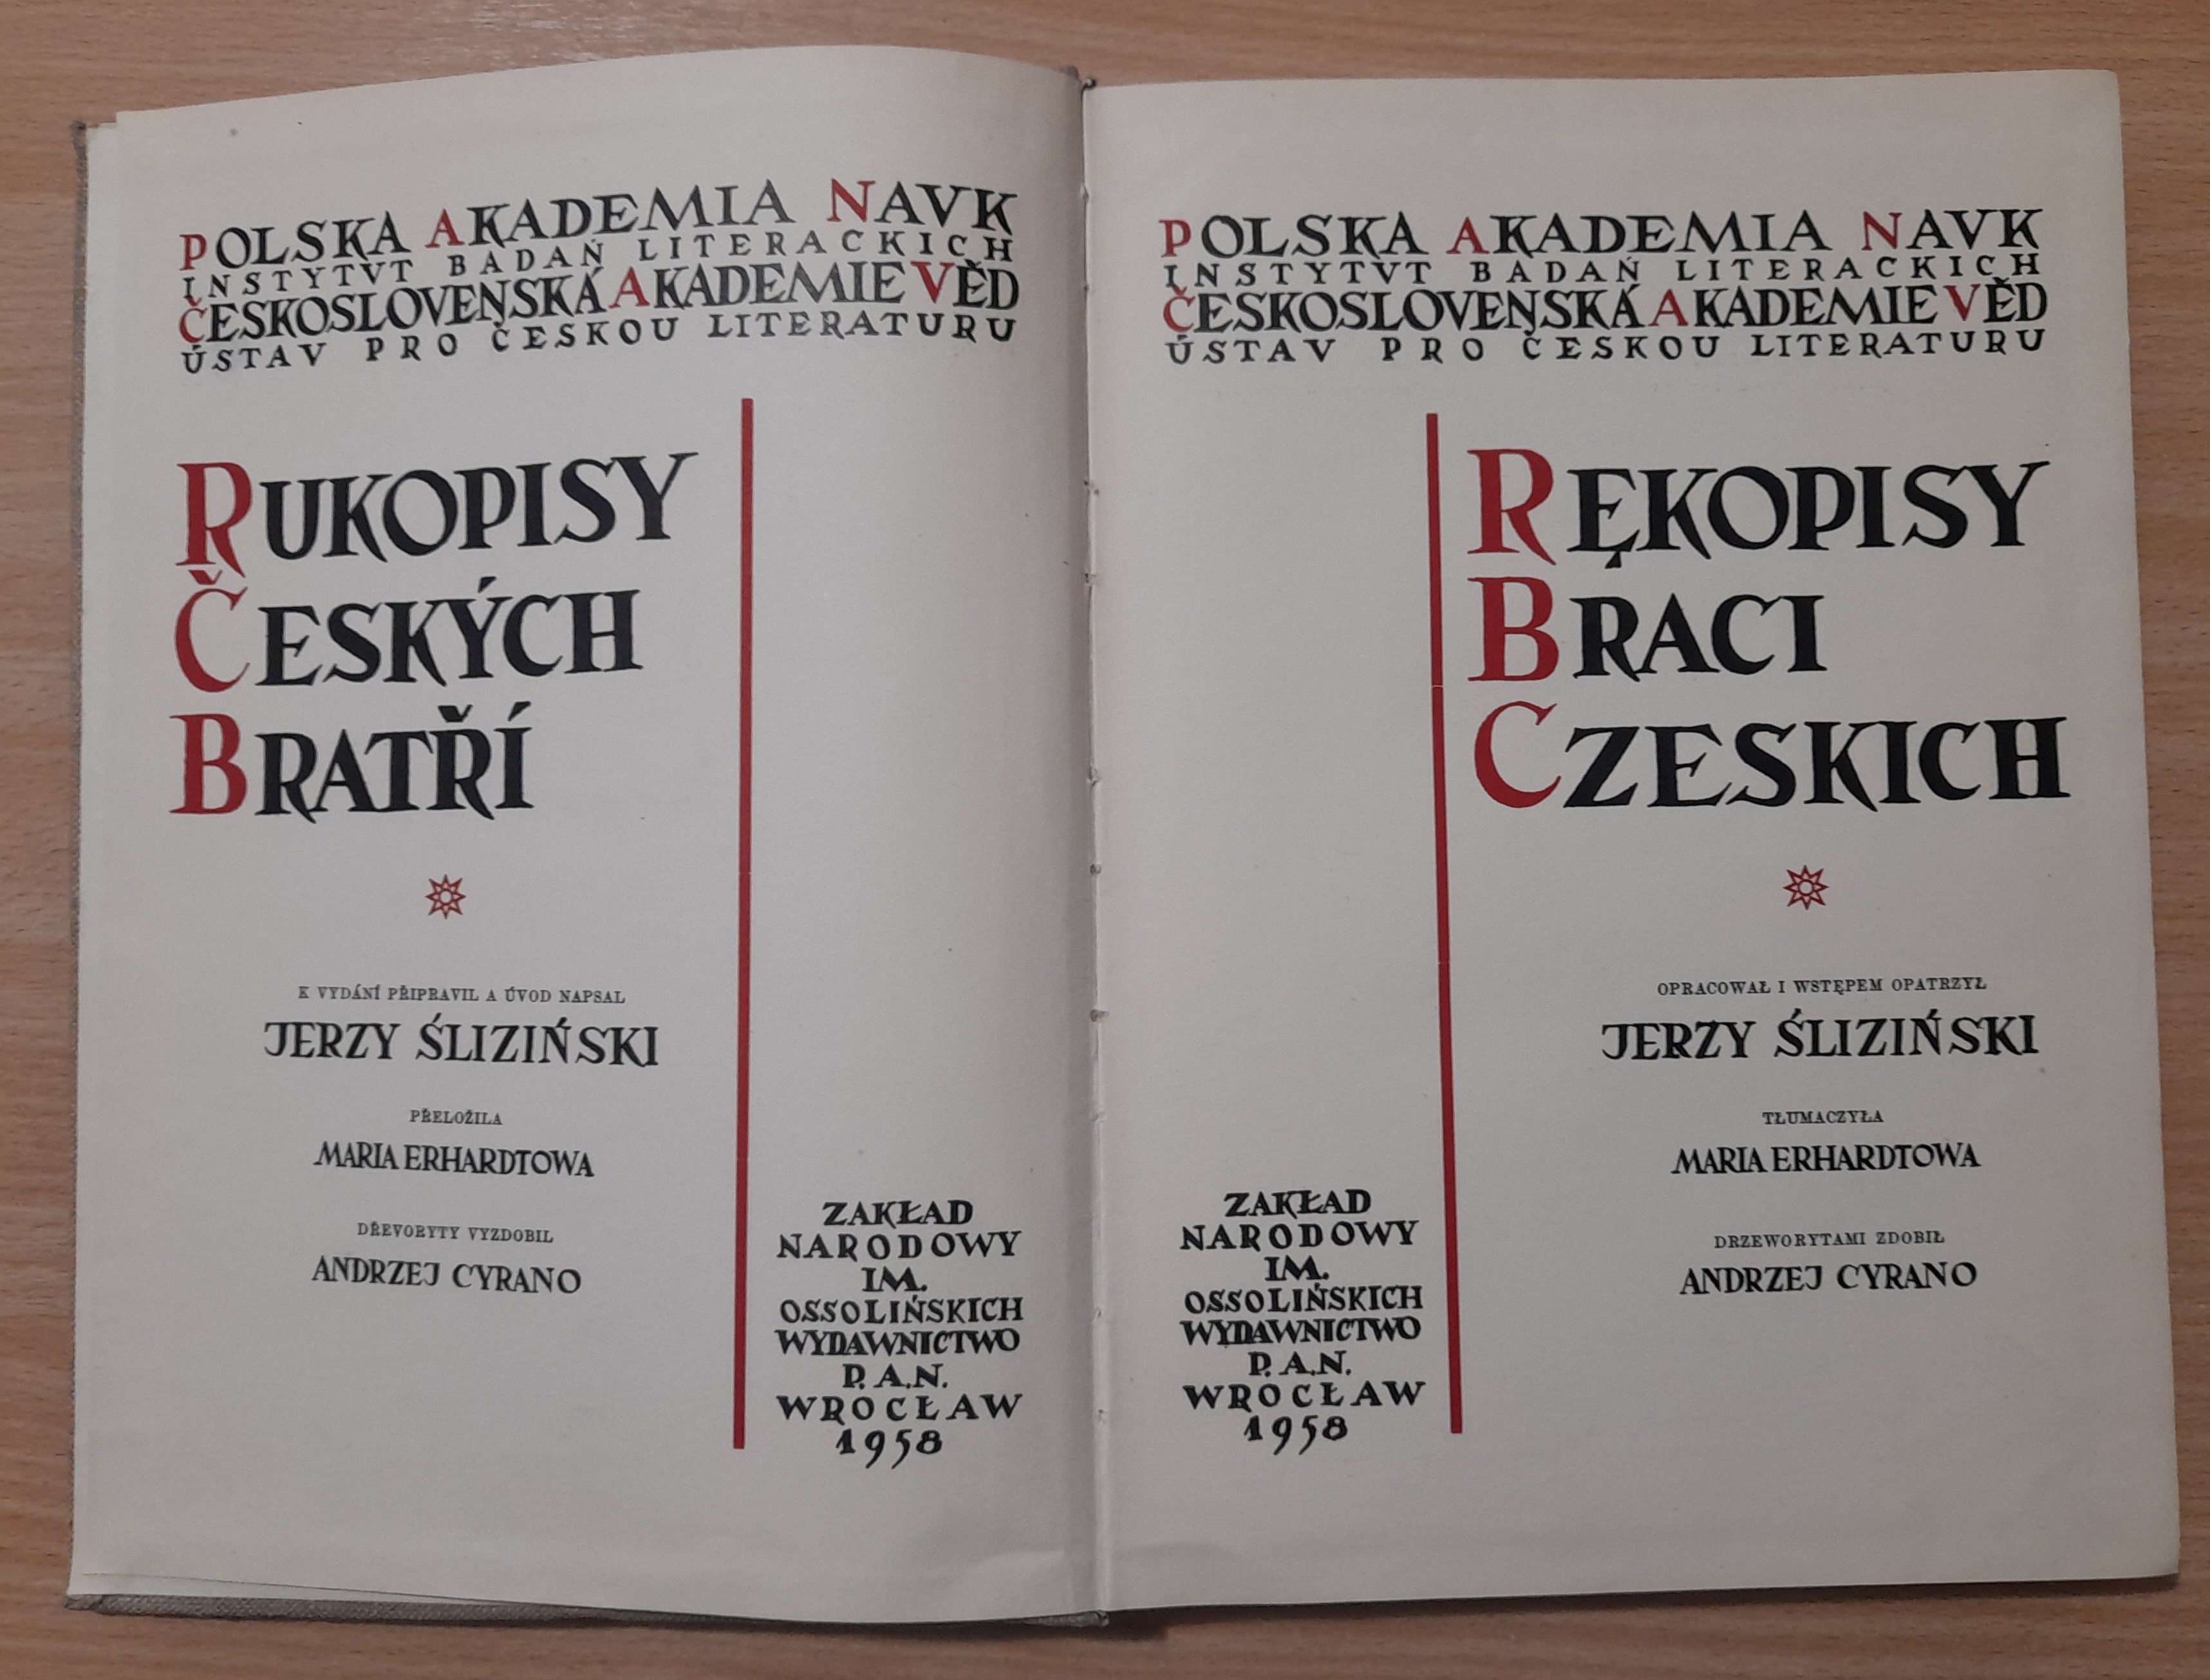 POLSKA AKADEMIA NAVK
INSTYTVT BADAŃ LITERACKICH
ČESKOSLOVENSKÁ AKADEMIE VĚD
ÚSTAV PRO ČESKOU LITERATURU
RUKOPISY
ČESKÝCH
BRATŘÍ
K VYDÁNÍ PŘIPRAVIL A ÚVOD NAPSAL
JERZY ŚLIZIŃSKI
PŘELOŽILA
MARIA ERHARDTOWA
DŘEVORYTY VYZDOBIL
ANDRZEJ CYRANO
ZAKŁAD
NARODOWY
IM.
OSSOLIŃSKICH
WYDAWNICTWO
P.A.N.
WROCŁAW
1958
POLSKA AKADEMIA NAVK
INSTYTVT BADAŃ LITERACKICH
ČESKOSLOVENSKÁ AKADEMIE VĚD
ÚSTAV PRO ČESKOU LITERATURU
RĘKOPISY
BRACI
CZESKICH
OPRACOWAŁ I WSTĘPEM OPATRZYŁ
JERZY ŚLIZIŃSKI
TŁUMACZYŁA
MARIA ERHARDTOWA
DRZEWORYTAMI ZDOBIŁ
ANDRZEJ CYRANO
ZAKŁAD
NARODOWY
IM.
OSSOLIŃSKICH
WYDAWNICTWO
P.A.N.
WROCŁAW
1958